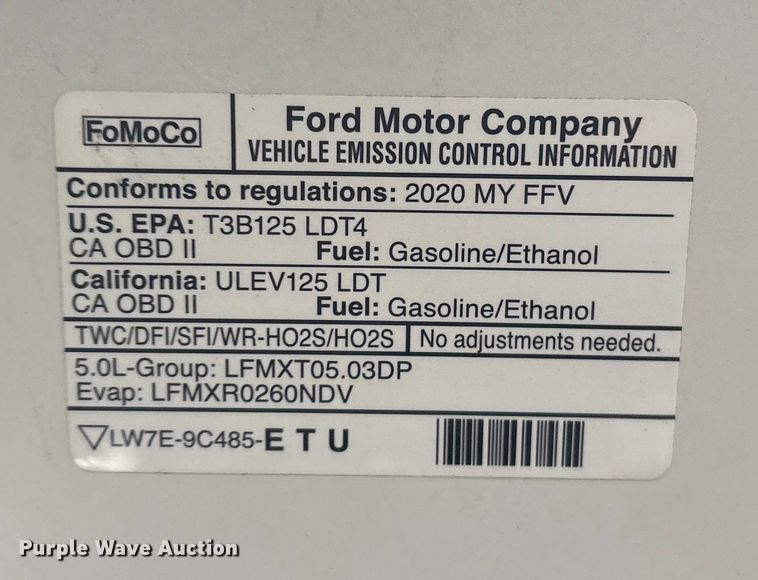 FoMoCo
Ford Motor Company
VEHICLE EMISSION CONTROL INFORMATION
Conforms to regulations: 2020 MY FFV
U.S. EPA: T3B125 LDT4
CA OBD II Fuel: Gasoline/Ethanol
California: ULEV125 LDT
CA OBD II Fuel: Gasoline/Ethanol
TWC/DFI/SFI/WR-HO2S/HO2S No adjustments needed.
5.0L-Group: LFMXT05.03DP
Evap: LFMXR0260NDV
LW7E-9C485-E T U
Purple Wave Auction